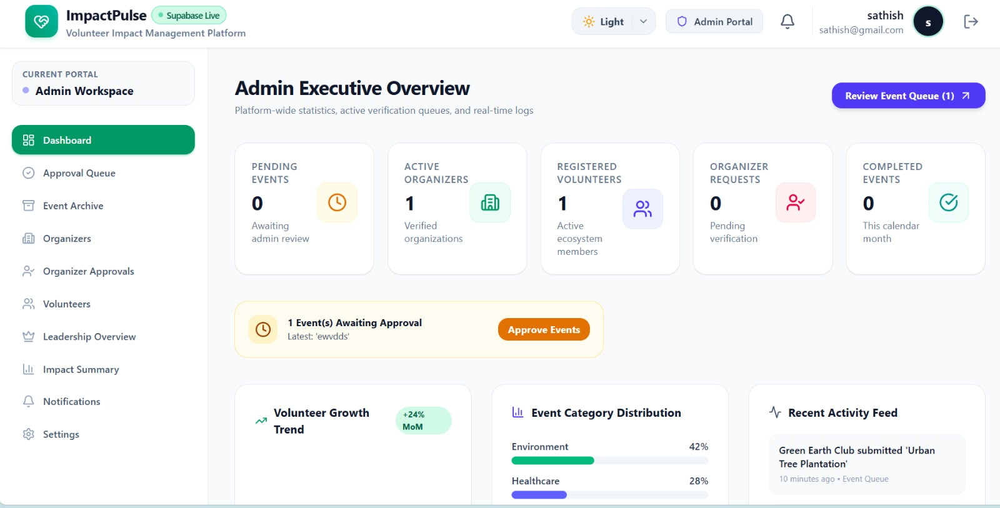 ImpactPulse
Supabase Live
Volunteer Impact Management Platform
Light
Admin Portal
sathish
sathish@gmail.com
s
CURRENT PORTAL
Admin Workspace
Dashboard
Approval Queue
Event Archive
Organizers
Organizer Approvals
Volunteers
Leadership Overview
Impact Summary
Notifications
Settings
Admin Executive Overview
Platform-wide statistics, active verification queues, and real-time logs
Review Event Queue (1)
PENDING
EVENTS
0
Awaiting
admin review
ACTIVE
ORGANIZERS
1
Verified
organizations
REGISTERED
VOLUNTEERS
1
Active
ecosystem
members
ORGANIZER
REQUESTS
0
Pending
verification
COMPLETED
EVENTS
0
This calendar
month
1 Event(s) Awaiting Approval
Latest: 'ewvdds'
Approve Events
Volunteer Growth
Trend
+24%
MoM
Event Category Distribution
Environment 42%
Healthcare 28%
Recent Activity Feed
Green Earth Club submitted 'Urban
Tree Plantation'
10 minutes ago • Event Queue